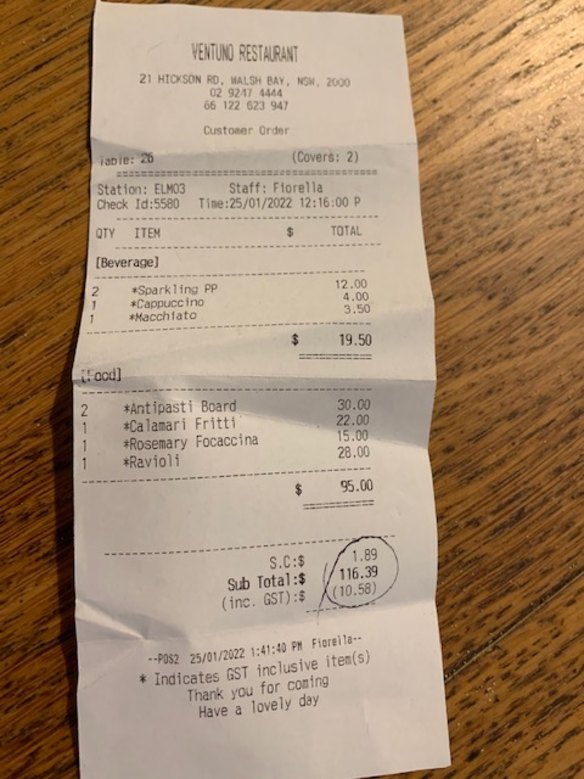 VENTUNO RESTAURANT
21 HICKSON RD, WALSH BAY, NSW, 2000
02 9247 4444
66 122 623 947
Customer Order
Table: 26 (Covers: 2)
Station: ELMO3 Staff: Fiorella
Check Id:5580 Time:25/01/2022 12:16:00 P
QTY ITEM $ TOTAL
[Beverage]
2 *Sparkling PP 12.00
1 *Cappuccino 4.00
1 *Macchiato 3.50
$ 19.50
[Food]
2 *Antipasti Board 30.00
1 *Calamari Fritti 22.00
1 *Rosemary Focaccina 15.00
1 *Ravioli 28.00
$ 95.00
S.C:$ 1.89
Sub Total:$ 116.39
(inc. GST):$ (10.58)
--POS2 25/01/2022 1:41:40 PM Fiorella--
* Indicates GST inclusive item(s)
Thank you for coming
Have a lovely day